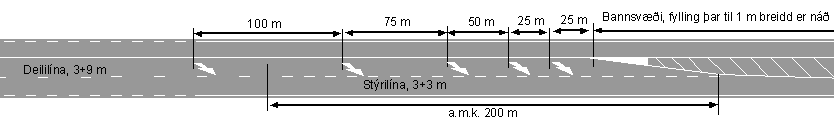 Bannsvæði, fylling þar til 1 m breidd er náð
100 m
75 m
50 m
25 m
25 m
Deililína, 3+9 m
Stýrilína, 3+3 m
a.m.k. 200 m